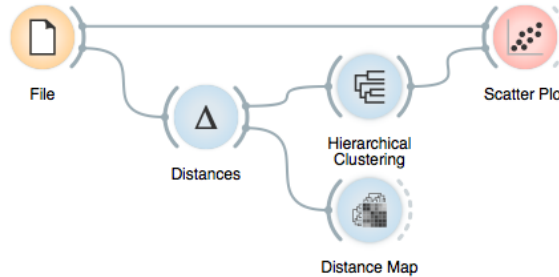 File
Scatter Plo
Distances
Hierarchical
Clustering
Distance Map